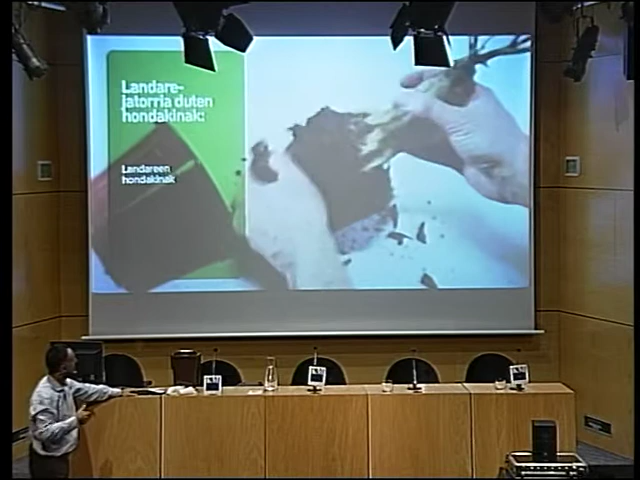 Landare-
jatorria duten
hondakinak:
Landareen
hondakinak